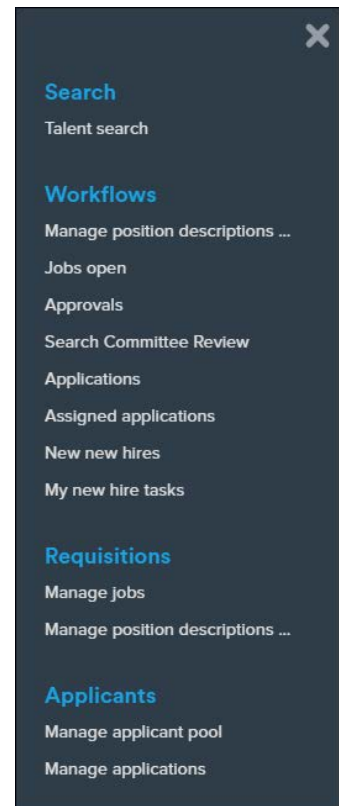 Search
Talent search
Workflows
Manage position descriptions ...
Jobs open
Approvals
Search Committee Review
Applications
Assigned applications
New new hires
My new hire tasks
Requisitions
Manage jobs
Manage position descriptions ...
Applicants
Manage applicant pool
Manage applications